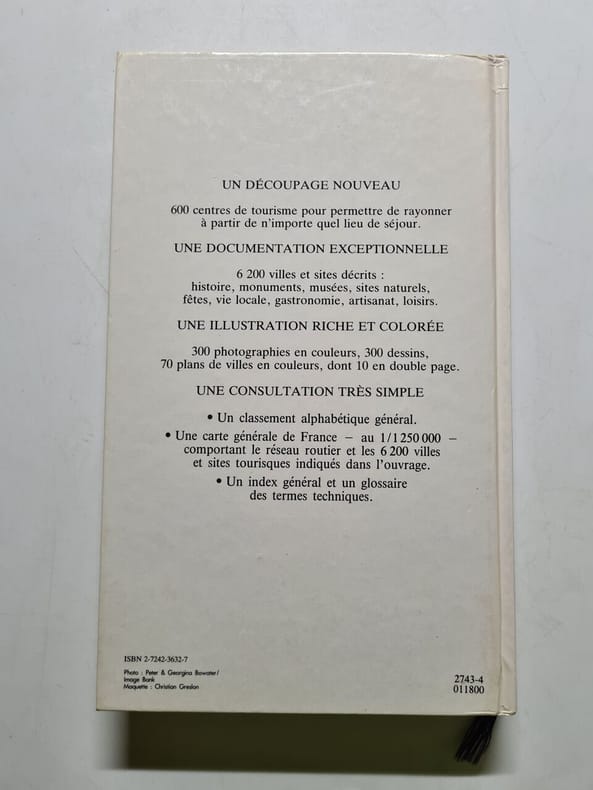 UN DÉCOUPAGE NOUVEAU
600 centres de tourisme pour permettre de rayonner
à partir de n'importe quel lieu de séjour.
UNE DOCUMENTATION EXCEPTIONNELLE
6 200 villes et sites décrits :
histoire, monuments, musées, sites naturels,
fêtes, vie locale, gastronomie, artisanat, loisirs.
UNE ILLUSTRATION RICHE ET COLORÉE
300 photographies en couleurs, 300 dessins,
70 plans de villes en couleurs, dont 10 en double page.
UNE CONSULTATION TRÈS SIMPLE
• Un classement alphabétique général.
• Une carte générale de France – au 1/1 250 000 –
comportant le réseau routier et les 6 200 villes
et sites tourisques indiqués dans l'ouvrage.
• Un index général et un glossaire
des termes techniques.
ISBN 2-7242-3632-7
Photo : Peter & Georgina Bowater/
Image Bank
Maquette : Christian Greslon
2743-4
011800